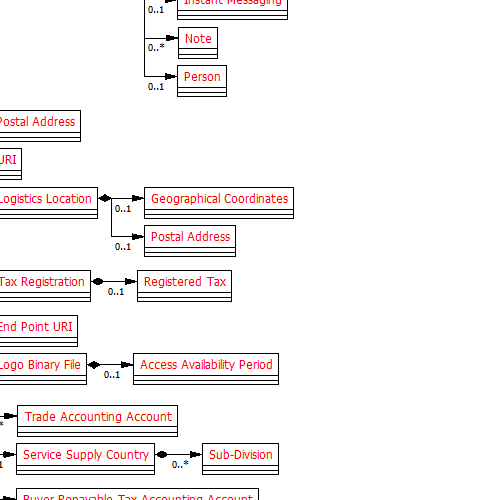 Instant Messaging
0..1
Note
0..*
Person
0..1
Postal Address
URI
Logistics Location
Geographical Coordinates
0..1
Postal Address
0..1
Tax Registration
Registered Tax
0..1
End Point URI
Logo Binary File
Access Availability Period
0..1
Trade Accounting Account
*
Service Supply Country
Sub-Division
1
0..*
Buyer Repayable Tax Accounting Account